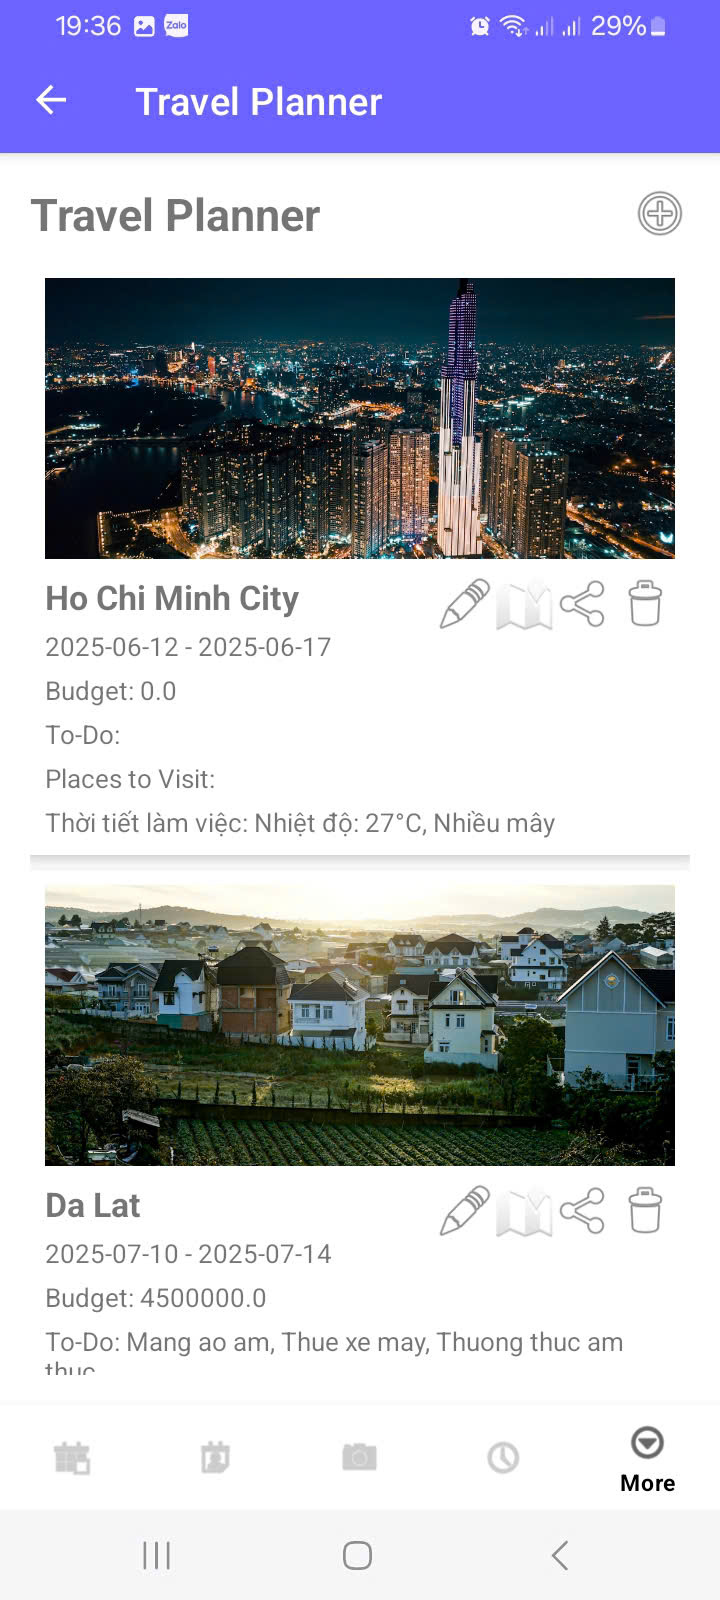 19:36 Zalo 29%
Travel Planner
Travel Planner
Ho Chi Minh City
2025-06-12 - 2025-06-17
Budget: 0.0
To-Do:
Places to Visit:
Thời tiết làm việc: Nhiệt độ: 27°C, Nhiều mây
Da Lat
2025-07-10 - 2025-07-14
Budget: 4500000.0
To-Do: Mang ao am, Thue xe may, Thuong thuc am
thuc
More